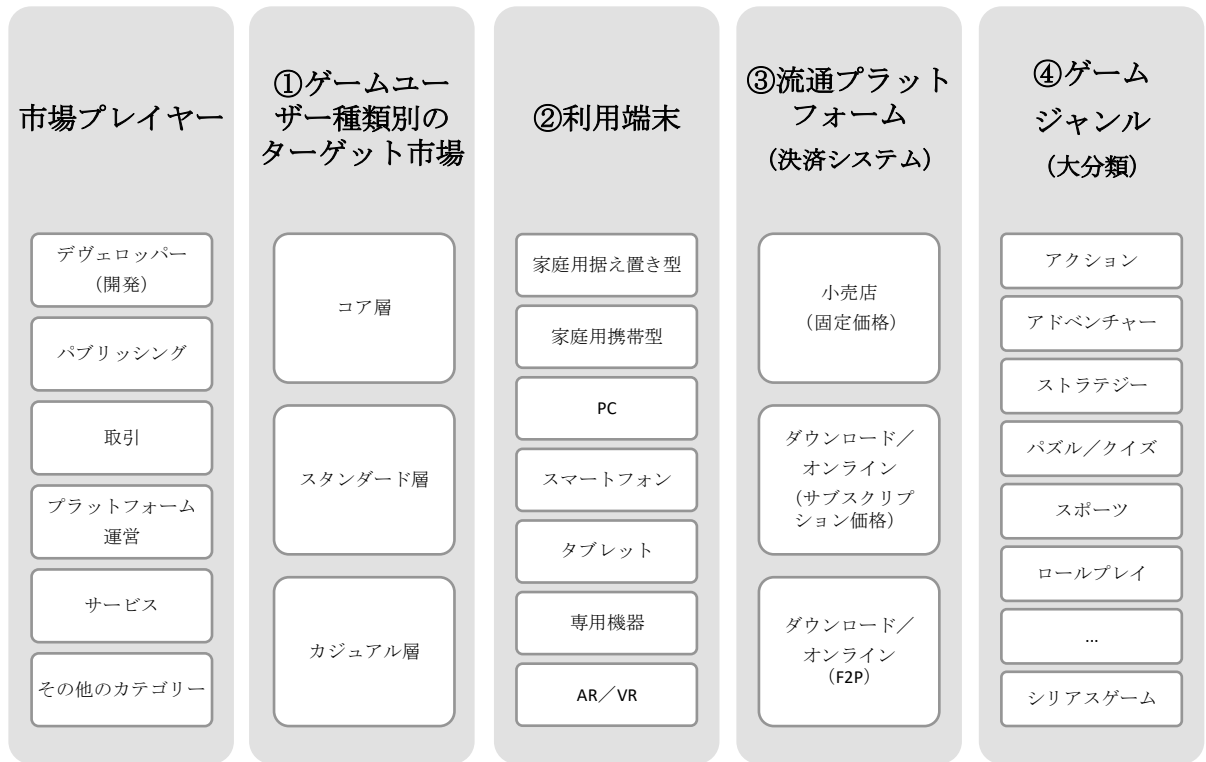 市場プレイヤー
デヴェロッパー
（開発）
パブリッシング
取引
プラットフォーム
運営
サービス
その他のカテゴリー
①ゲームユー
ザー種類別の
ターゲット市場
コア層
スタンダード層
カジュアル層
②利用端末
家庭用据え置き型
家庭用携帯型
PC
スマートフォン
タブレット
専用機器
AR／VR
③流通プラット
フォーム
（決済システム）
小売店
（固定価格）
ダウンロード／
オンライン
（サブスクリプ
ション価格）
ダウンロード／
オンライン
（F2P）
④ゲーム
ジャンル
（大分類）
アクション
アドベンチャー
ストラテジー
パズル／クイズ
スポーツ
ロールプレイ
...
シリアスゲーム